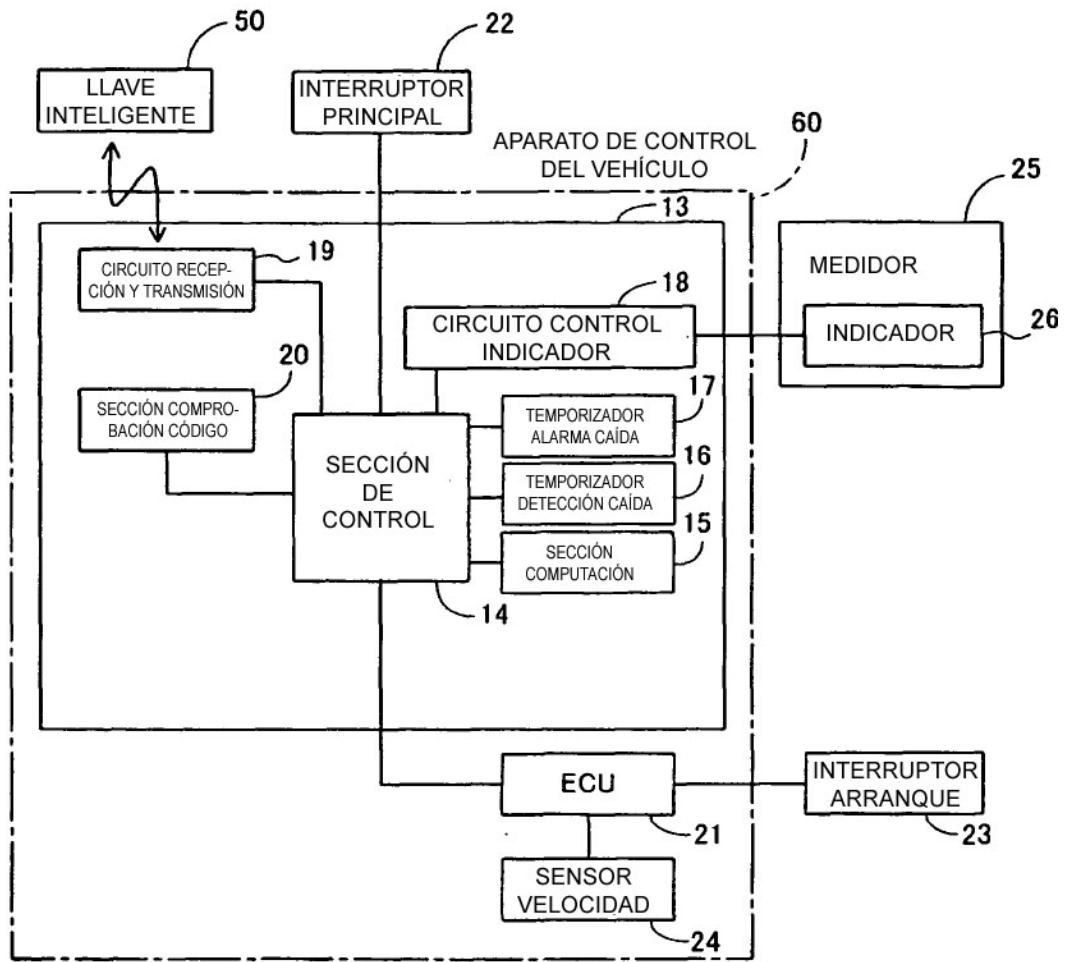 50
LLAVE
INTELIGENTE
22
INTERRUPTOR
PRINCIPAL
APARATO DE CONTROL
DEL VEHÍCULO
60
13
25
MEDIDOR
INDICADOR
26
19
CIRCUITO RECEP-
CIÓN Y TRANSMISIÓN
18
CIRCUITO CONTROL
INDICADOR
20
SECCIÓN COMPRO-
BACIÓN CÓDIGO
SECCIÓN
DE
CONTROL
14
17
TEMPORIZADOR
ALARMA CAÍDA
16
TEMPORIZADOR
DETECCIÓN CAÍDA
15
SECCIÓN
COMPUTACIÓN
ECU
21
INTERRUPTOR
ARRANQUE
23
SENSOR
VELOCIDAD
24